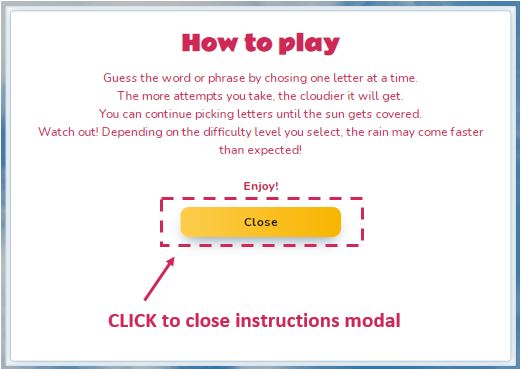 How to play
Guess the word or phrase by chosing one letter at a time.
The more attempts you take, the cloudier it will get.
You can continue picking letters until the sun gets covered.
Watch out! Depending on the difficulty level you select, the rain may come faster
than expected!
Enjoy!
Close
CLICK to close instructions modal